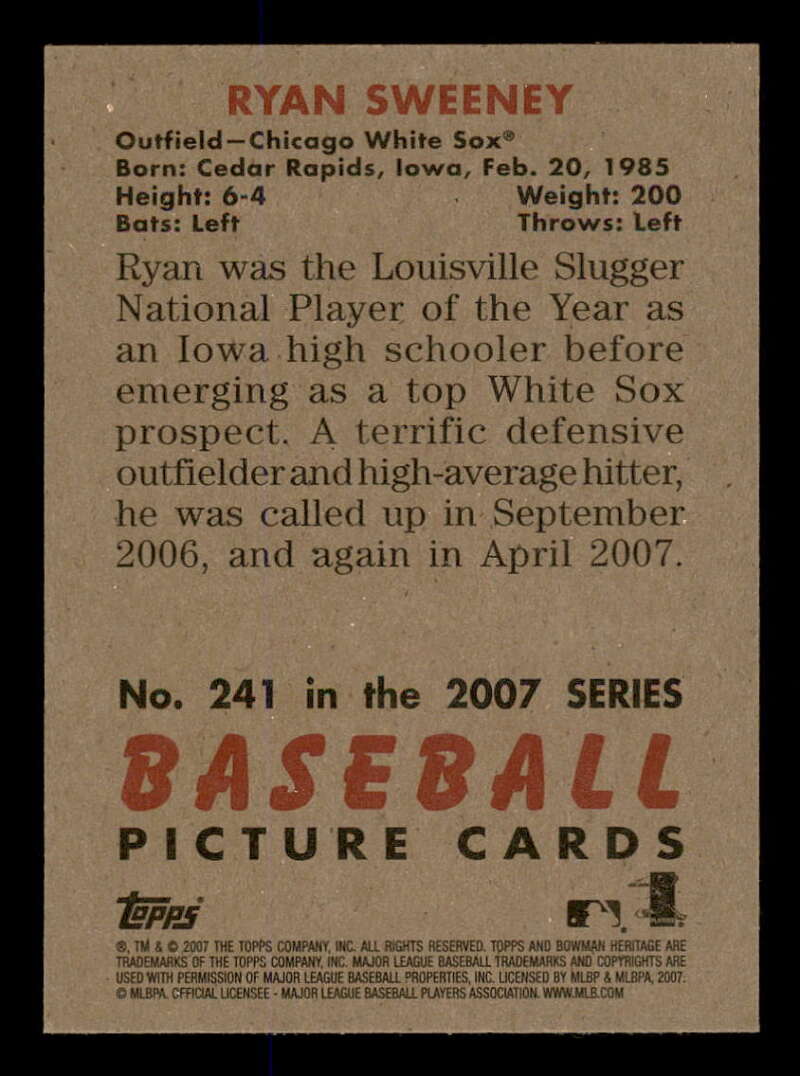 RYAN SWEENEY
Outfield—Chicago White Sox®
Born: Cedar Rapids, Iowa, Feb. 20, 1985
Height: 6-4 Weight: 200
Bats: Left Throws: Left
Ryan was the Louisville Slugger
National Player of the Year as
an Iowa high schooler before
emerging as a top White Sox
prospect. A terrific defensive
outfielder and high-average hitter,
he was called up in September
2006, and again in April 2007.
No. 241 in the 2007 SERIES
BASEBALL
PICTURE CARDS
topps
®, TM & © 2007 THE TOPPS COMPANY, INC. ALL RIGHTS RESERVED. TOPPS AND BOWMAN HERITAGE ARE
TRADEMARKS OF THE TOPPS COMPANY, INC. MAJOR LEAGUE BASEBALL TRADEMARKS AND COPYRIGHTS ARE
USED WITH PERMISSION OF MAJOR LEAGUE BASEBALL PROPERTIES, INC. LICENSED BY MLBP & MLBPA, 2007.
© MLBPA. OFFICIAL LICENSEE - MAJOR LEAGUE BASEBALL PLAYERS ASSOCIATION. WWW.MLB.COM